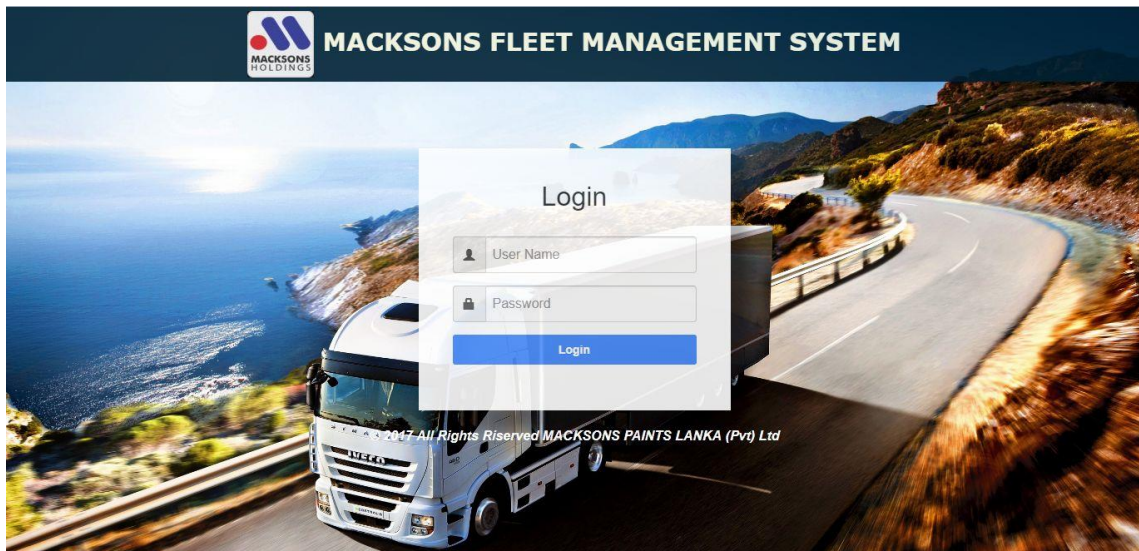 MACKSONS
HOLDINGS
MACKSONS FLEET MANAGEMENT SYSTEM
Login
User Name
Password
Login
© 2017 All Rights Riserved MACKSONS PAINTS LANKA (Pvt) Ltd
IVECO